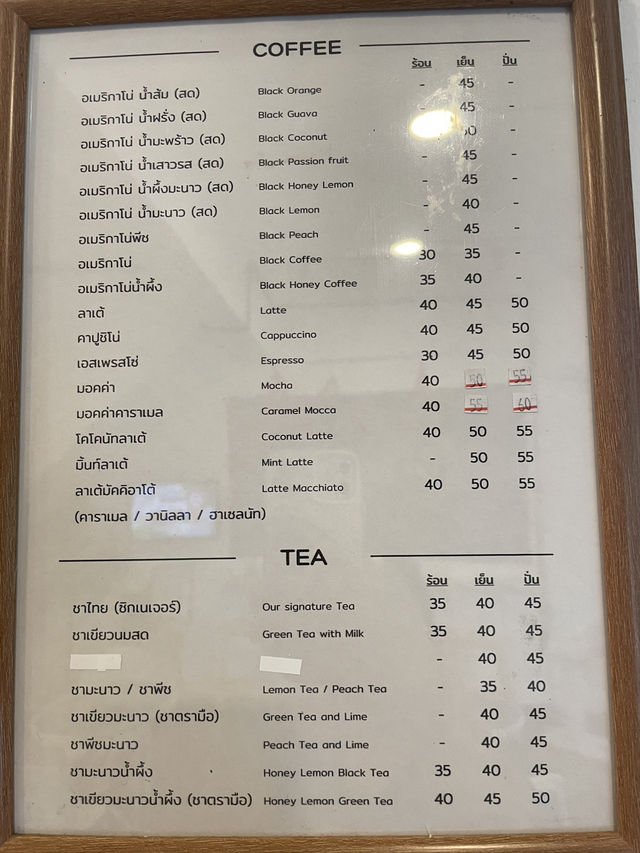 COFFEE
ร้อน เย็น ปั่น
อเมริกาโน่ น้ำส้ม (สด) Black Orange - 45 -
อเมริกาโน่ น้ำฝรั่ง (สด) Black Guava - 45 -
อเมริกาโน่ น้ำมะพร้าว (สด) Black Coconut -
อเมริกาโน่ น้ำเสาวรส (สด) Black Passion fruit - 45 -
อเมริกาโน่ น้ำผึ้งมะนาว (สด) Black Honey Lemon - 45 -
อเมริกาโน่ น้ำมะนาว (สด) Black Lemon - 40 -
อเมริกาโน่พีช Black Peach - 45 -
อเมริกาโน่ Black Coffee 30 35 -
อเมริกาโน่น้ำผึ้ง Black Honey Coffee 35 40 -
ลาเต้ Latte 40 45 50
คาปูชิโน่ Cappuccino 40 45 50
เอสเพรสโซ่ Espresso 30 45 50
มอคค่า Mocha 40 50 55
มอคค่าคาราเมล Caramel Mocca 40 55 60
โคโคนัทลาเต้ Coconut Latte 40 50 55
มิ้นท์ลาเต้ Mint Latte - 50 55
ลาเต้มัคคิอาโต้ Latte Macchiato 40 50 55
(คาราเมล / วานิลลา / ฮาเซลนัท)
TEA
ร้อน เย็น ปั่น
ชาไทย (ซิกเนเจอร์) Our signature Tea 35 40 45
ชาเขียวนมสด Green Tea with Milk 35 40 45
- 40 45
ชามะนาว / ชาพีช Lemon Tea / Peach Tea - 35 40
ชาเขียวมะนาว (ชาตรามือ) Green Tea and Lime - 40 45
ชาพีชมะนาว Peach Tea and Lime - 40 45
ชามะนาวน้ำผึ้ง Honey Lemon Black Tea 35 40 45
ชาเขียวมะนาวน้ำผึ้ง (ชาตรามือ) Honey Lemon Green Tea 40 45 50